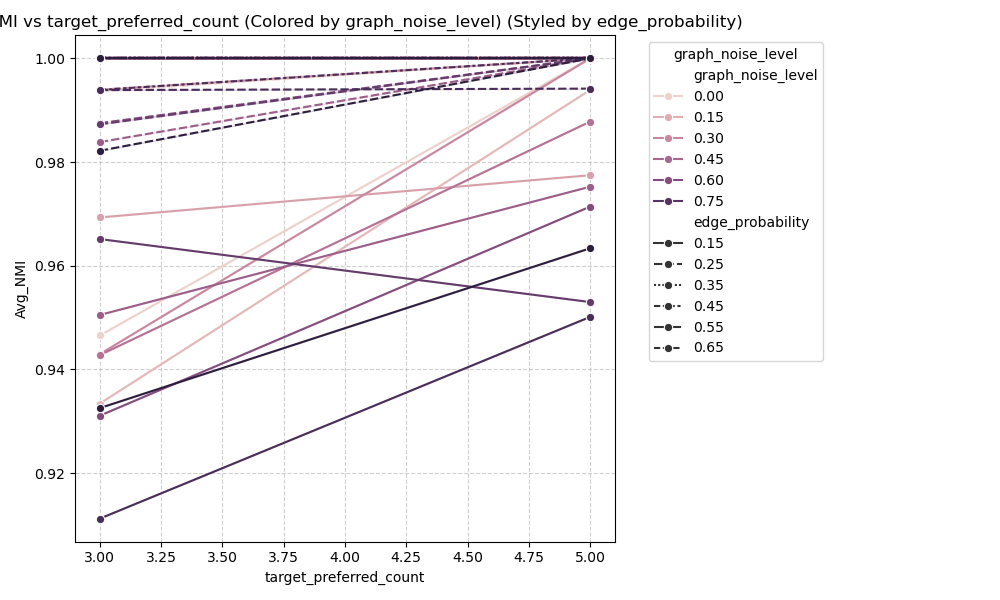 MI vs target_preferred_count (Colored by graph_noise_level) (Styled by edge_probability)
1.00
0.98
0.96
0.94
0.92
Avg_NMI
3.00 3.25 3.50 3.75 4.00 4.25 4.50 4.75 5.00
target_preferred_count
graph_noise_level
graph_noise_level
0.00
0.15
0.30
0.45
0.60
0.75
edge_probability
0.15
0.25
0.35
0.45
0.55
0.65